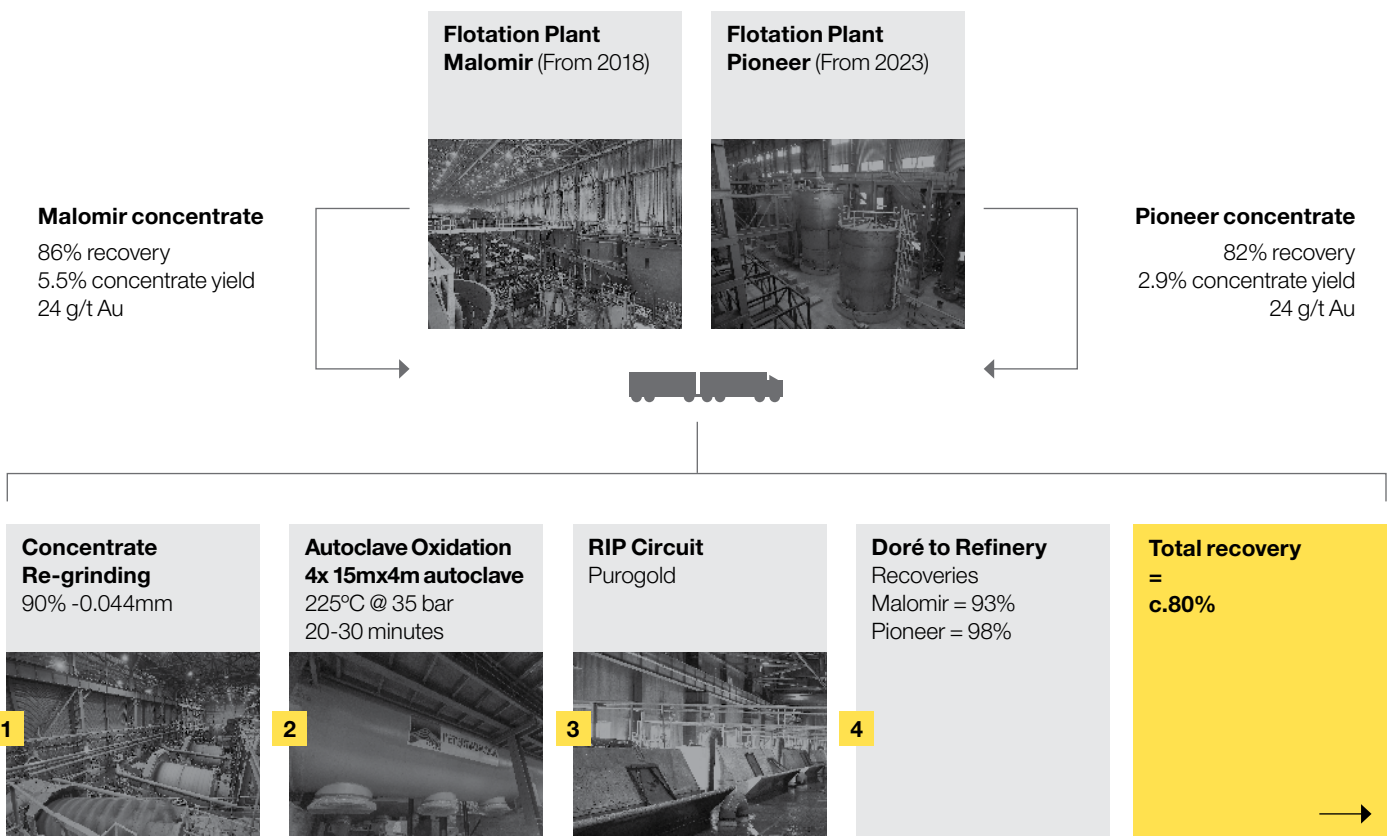 Flotation Plant
Malomir (From 2018)
Flotation Plant
Pioneer (From 2023)
Malomir concentrate
86% recovery
5.5% concentrate yield
24 g/t Au
Pioneer concentrate
82% recovery
2.9% concentrate yield
24 g/t Au
Concentrate
Re-grinding
90% -0.044mm
1
Autoclave Oxidation
4x 15mx4m autoclave
225ºC @ 35 bar
20-30 minutes
2
RIP Circuit
Purogold
3
Doré to Refinery
Recoveries
Malomir = 93%
Pioneer = 98%
4
Total recovery
=
c.80%